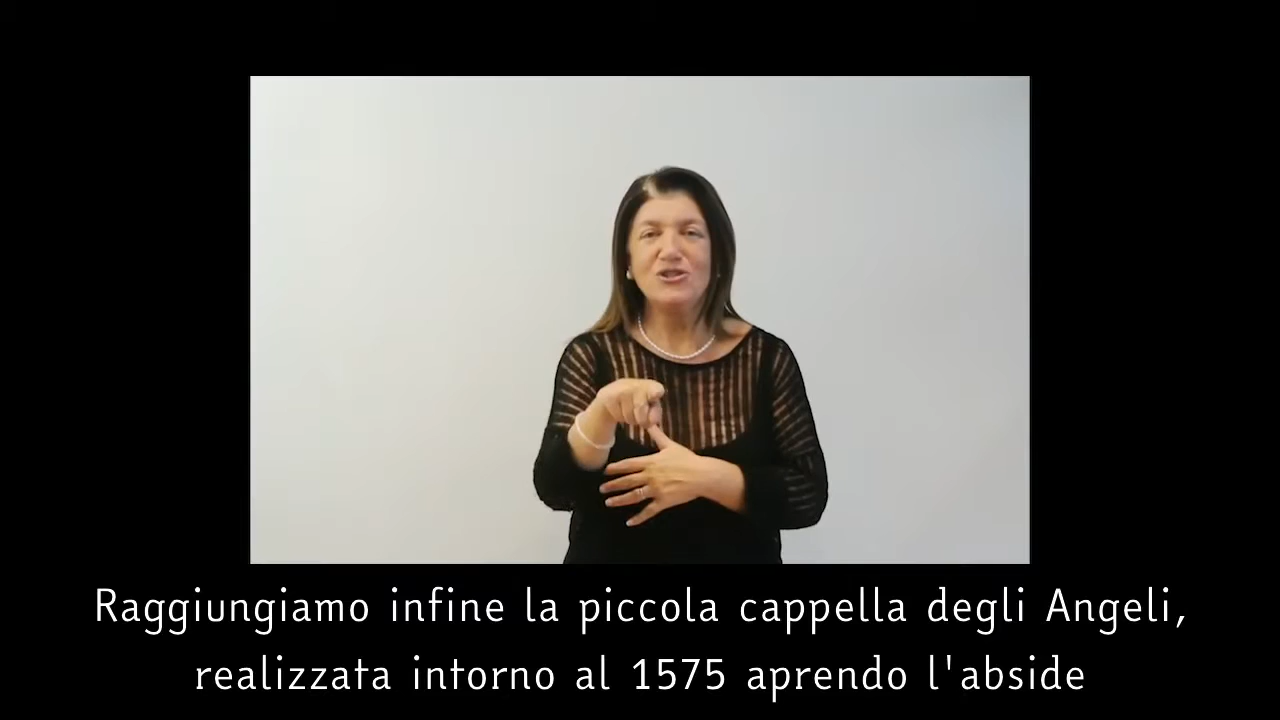 Raggiungiamo infine la piccola cappella degli Angeli,
realizzata intorno al 1575 aprendo l'abside